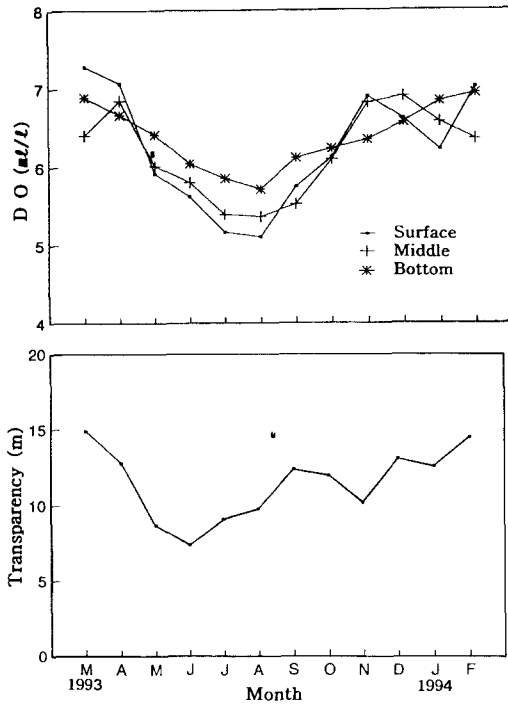 8
7
6
5
4
D O (mℓ/ℓ)
Surface
Middle
Bottom
20
15
10
5
0
Transparency (m)
M A M J J A S O N D J F
1993 1994
Month